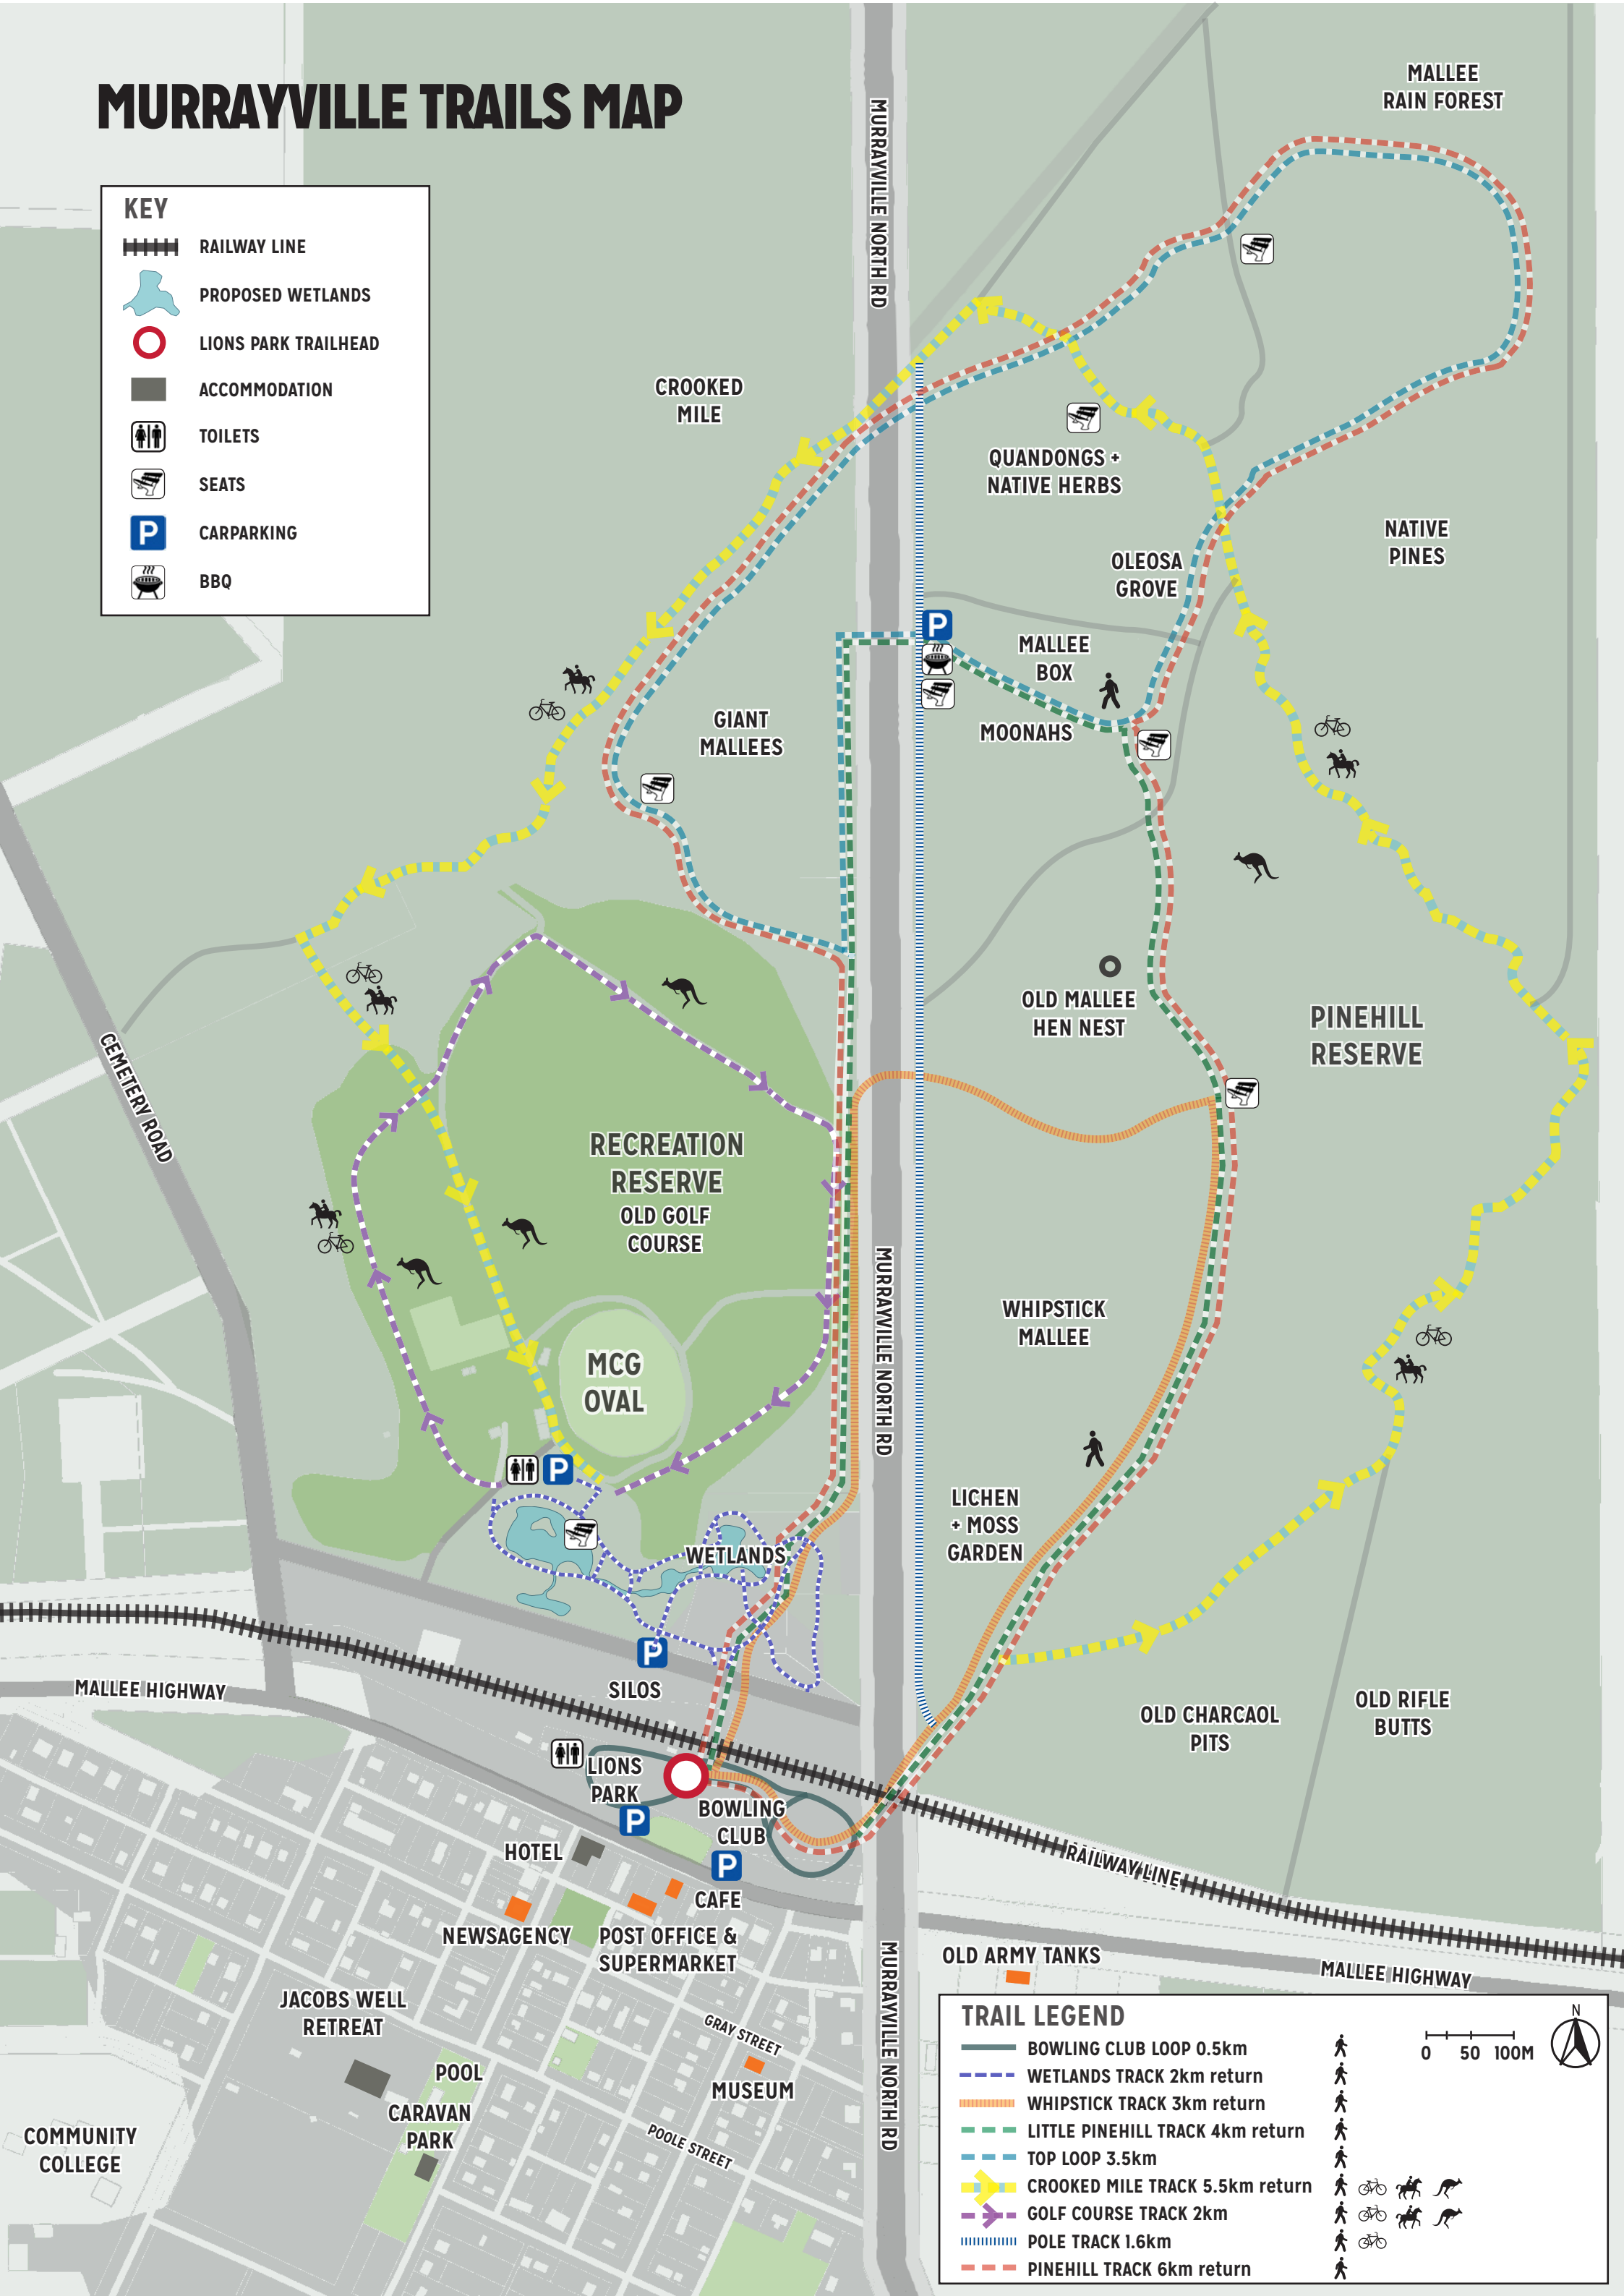 MURRAYVILLE TRAILS MAP
KEY
RAILWAY LINE
PROPOSED WETLANDS
LIONS PARK TRAILHEAD
ACCOMMODATION
TOILETS
SEATS
P CARPARKING
BBQ
MALLEE
RAIN FOREST
MURRAYVILLE NORTH RD
CROOKED
MILE
QUANDONGS +
NATIVE HERBS
NATIVE
PINES
OLEOSA
GROVE
P
MALLEE
BOX
MOONAHS
GIANT
MALLEES
OLD MALLEE
HEN NEST
PINEHILL
RESERVE
CEMETERY ROAD
RECREATION
RESERVE
OLD GOLF
COURSE
MURRAYVILLE NORTH RD
WHIPSTICK
MALLEE
MCG
OVAL
P
LICHEN
+ MOSS
GARDEN
WETLANDS
P
SILOS
MALLEE HIGHWAY
OLD CHARCAOL
PITS
OLD RIFLE
BUTTS
LIONS
PARK
P
BOWLING
CLUB
HOTEL
P
CAFE
RAILWAY LINE
NEWSAGENCY
POST OFFICE &
SUPERMARKET
OLD ARMY TANKS
MALLEE HIGHWAY
MURRAYVILLE NORTH RD
JACOBS WELL
RETREAT
GRAY STREET
MUSEUM
POOL
CARAVAN
PARK
POOLE STREET
COMMUNITY
COLLEGE
TRAIL LEGEND
N
0 50 100M
BOWLING CLUB LOOP 0.5km
WETLANDS TRACK 2km return
WHIPSTICK TRACK 3km return
LITTLE PINEHILL TRACK 4km return
TOP LOOP 3.5km
CROOKED MILE TRACK 5.5km return
GOLF COURSE TRACK 2km
POLE TRACK 1.6km
PINEHILL TRACK 6km return